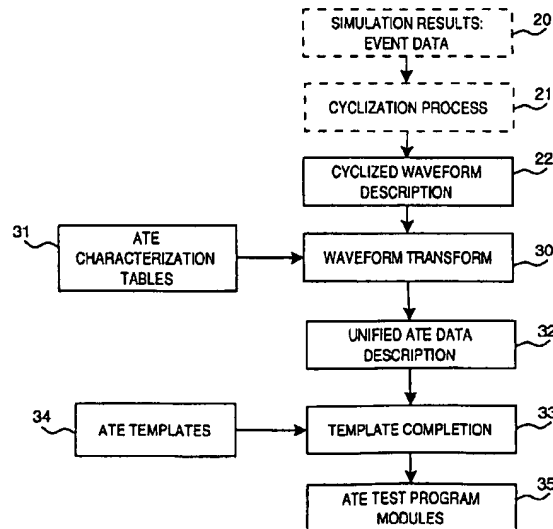 SIMULATION RESULTS:
EVENT DATA
20
CYCLIZATION PROCESS
21
CYCLIZED WAVEFORM
DESCRIPTION
22
31
ATE
CHARACTERIZATION
TABLES
WAVEFORM TRANSFORM
30
UNIFIED ATE DATA
DESCRIPTION
32
34
ATE TEMPLATES
TEMPLATE COMPLETION
33
ATE TEST PROGRAM
MODULES
35